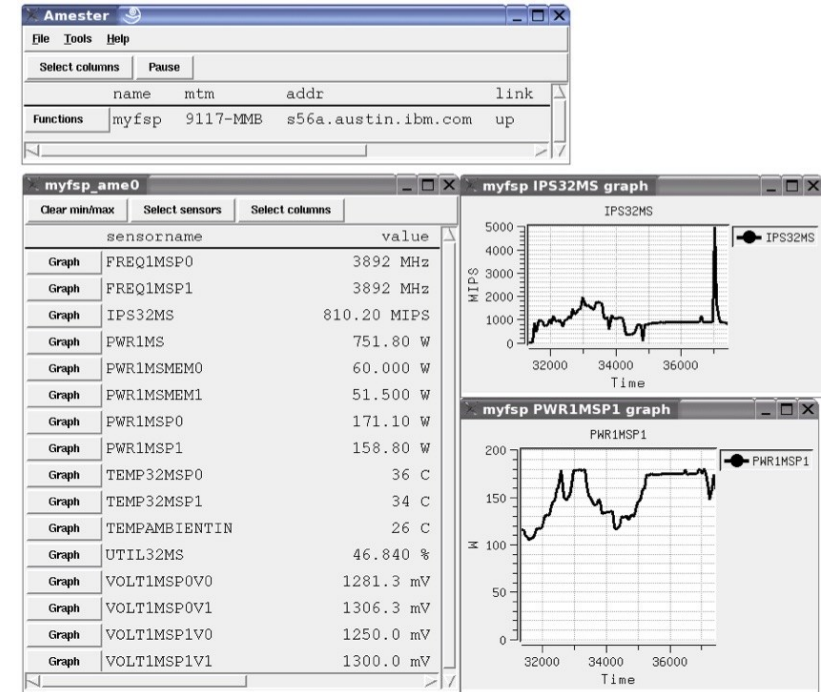 Amester
File Tools Help
Select columns Pause
name mtm addr link
Functions myfsp 9117-MMB s56a.austin.ibm.com up
myfsp_ame0
Clear min/max Select sensors Select columns
sensorname value
Graph FREQ1MSP0 3892 MHz
Graph FREQ1MSP1 3892 MHz
Graph IPS32MS 810.20 MIPS
Graph PWR1MS 751.80 W
Graph PWR1MSMEM0 60.000 W
Graph PWR1MSMEM1 51.500 W
Graph PWR1MSP0 171.10 W
Graph PWR1MSP1 158.80 W
Graph TEMP32MSP0 36 C
Graph TEMP32MSP1 34 C
Graph TEMPAMBIENTIN 26 C
Graph UTIL32MS 46.840 %
Graph VOLT1MSP0V0 1281.3 mV
Graph VOLT1MSP0V1 1306.3 mV
Graph VOLT1MSP1V0 1250.0 mV
Graph VOLT1MSP1V1 1300.0 mV
myfsp IPS32MS graph
IPS32MS
IPS32MS
MIPS
5000
4000
3000
2000
1000
0
32000 34000 36000
Time
myfsp PWR1MSP1 graph
PWR1MSP1
PWR1MSP1
W
200
150
100
50
0
32000 34000 36000
Time